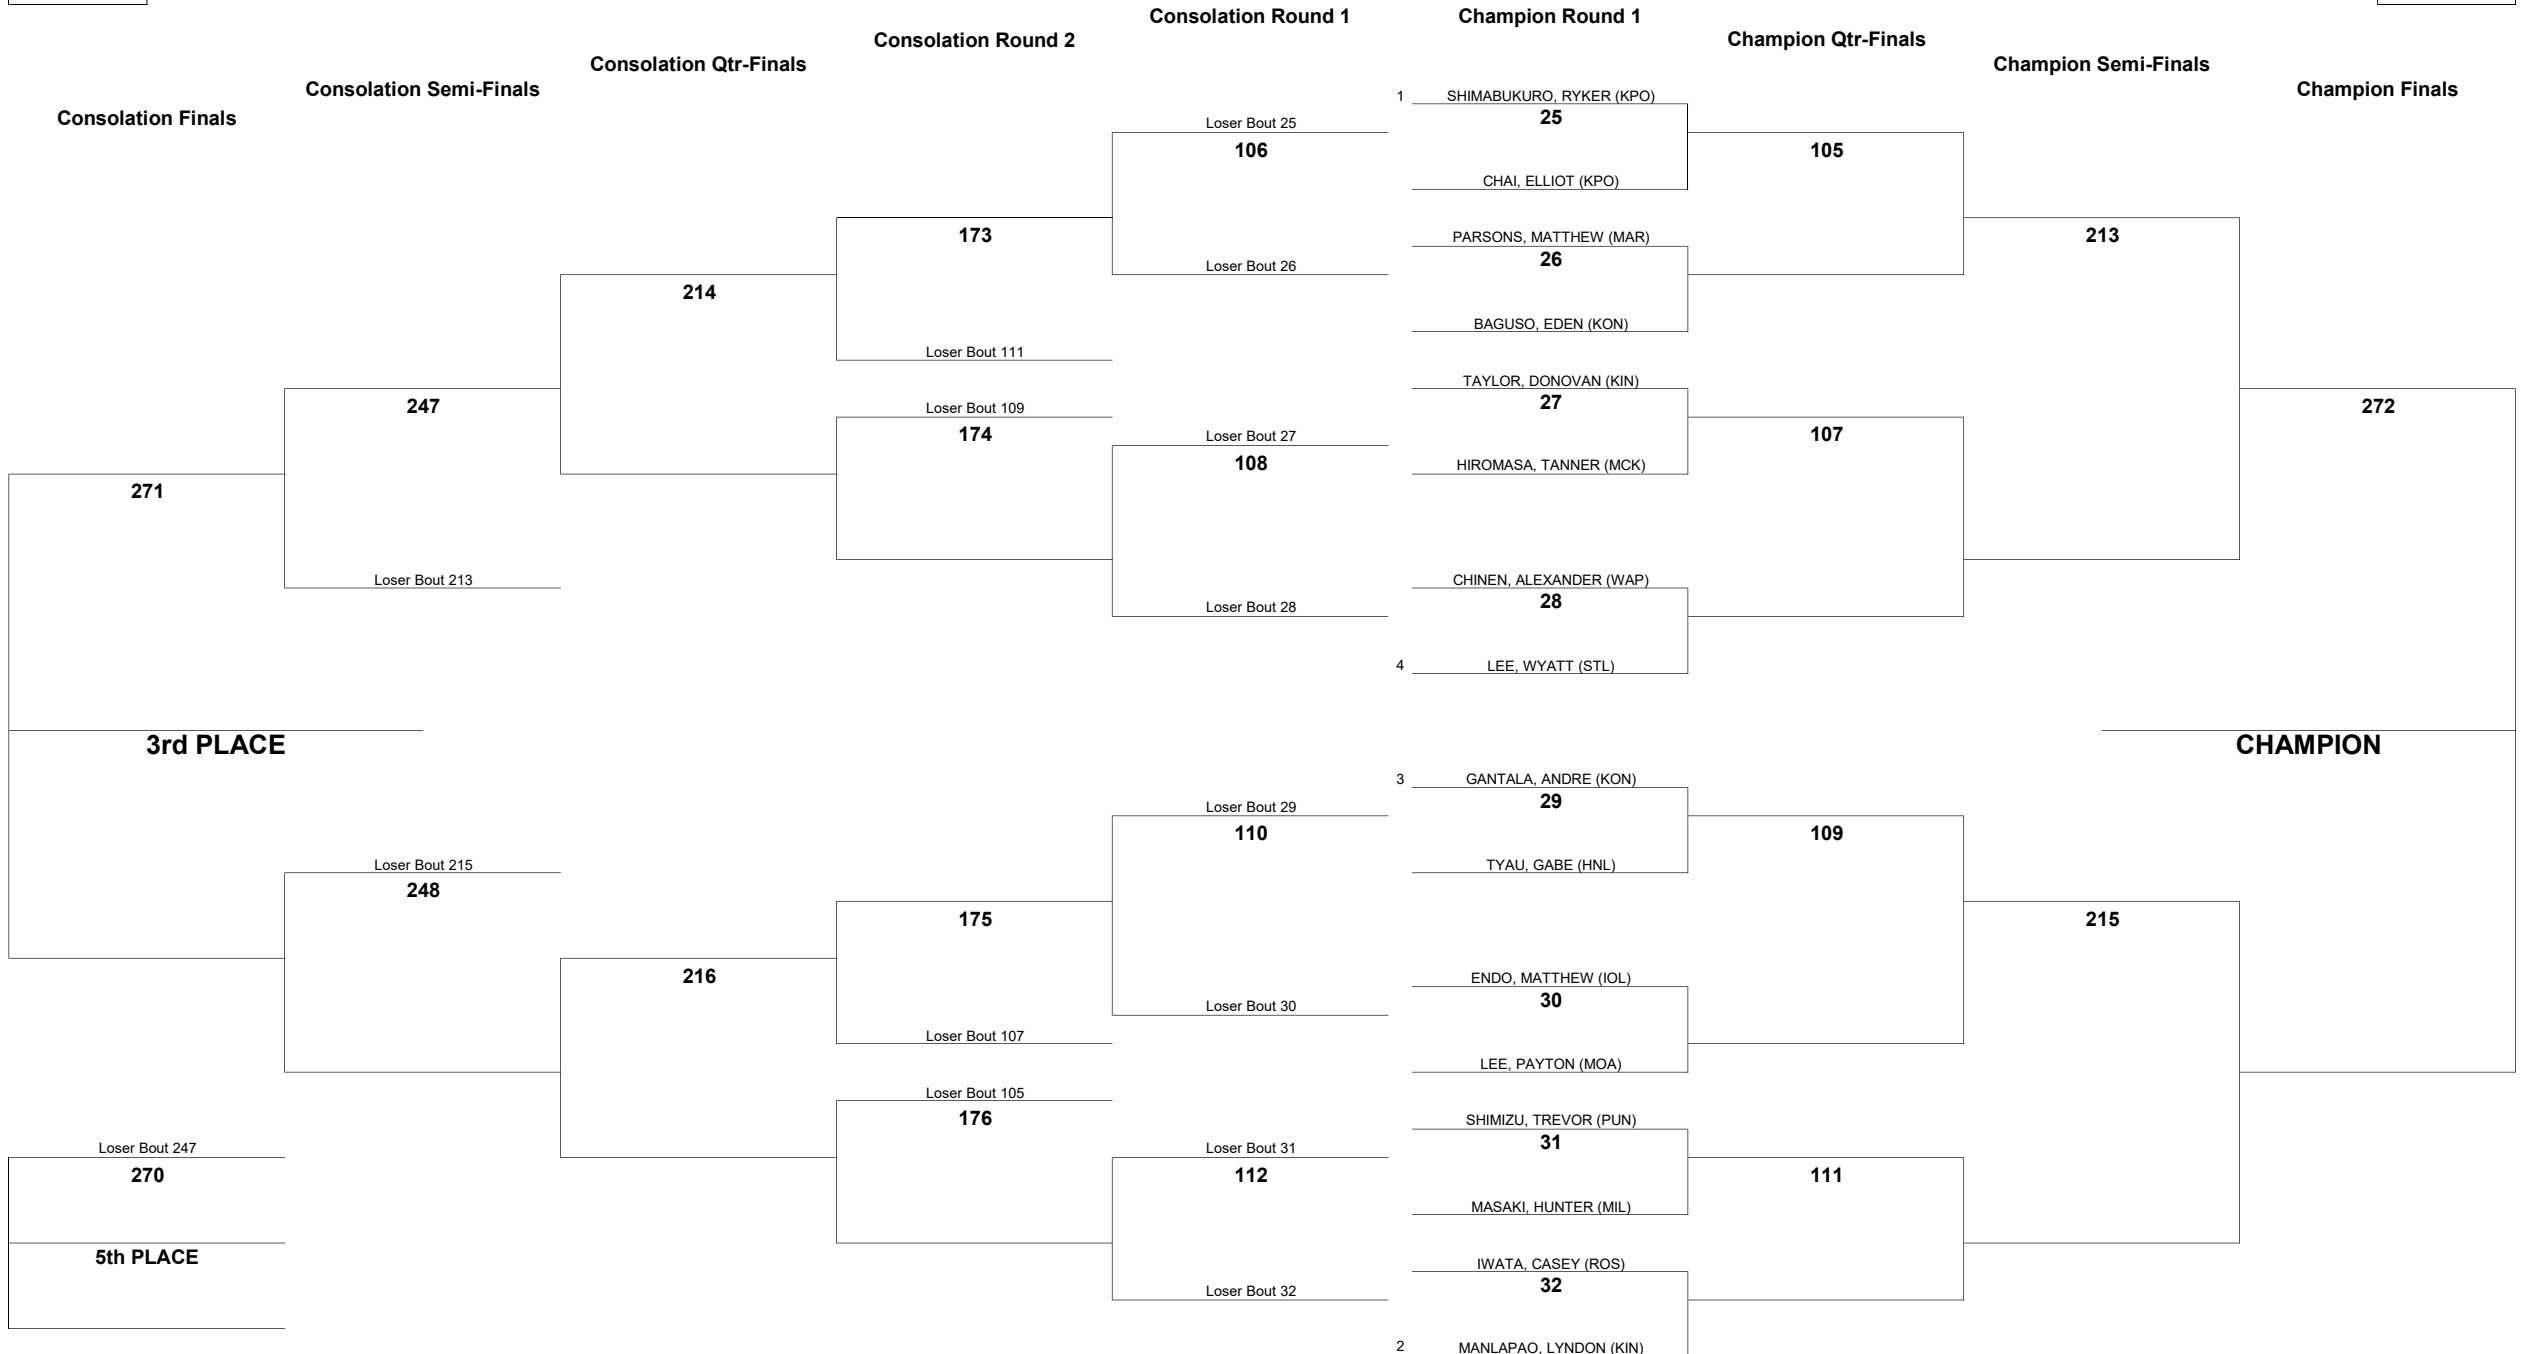 Consolation Round 1
Champion Round 1
Consolation Round 2
Champion Qtr-Finals
Consolation Qtr-Finals
Champion Semi-Finals
Consolation Semi-Finals
Champion Finals
Consolation Finals
1 SHIMABUKURO, RYKER (KPO)
25
Loser Bout 25
106
105
CHAI, ELLIOT (KPO)
173
PARSONS, MATTHEW (MAR)
213
26
Loser Bout 26
214
BAGUSO, EDEN (KON)
Loser Bout 111
TAYLOR, DONOVAN (KIN)
247
Loser Bout 109
27
272
174
Loser Bout 27
107
108
HIROMASA, TANNER (MCK)
271
Loser Bout 213
CHINEN, ALEXANDER (WAP)
28
Loser Bout 28
4 LEE, WYATT (STL)
3rd PLACE
CHAMPION
3 GANTALA, ANDRE (KON)
29
Loser Bout 29
110
109
Loser Bout 215
TYAU, GABE (HNL)
248
175
215
216
ENDO, MATTHEW (IOL)
30
Loser Bout 30
Loser Bout 107
LEE, PAYTON (MOA)
Loser Bout 105
176
SHIMIZU, TREVOR (PUN)
31
Loser Bout 247
Loser Bout 31
270
112
111
MASAKI, HUNTER (MIL)
5th PLACE
IWATA, CASEY (ROS)
32
Loser Bout 32
2 MANLAPAO, LYNDON (KIN)